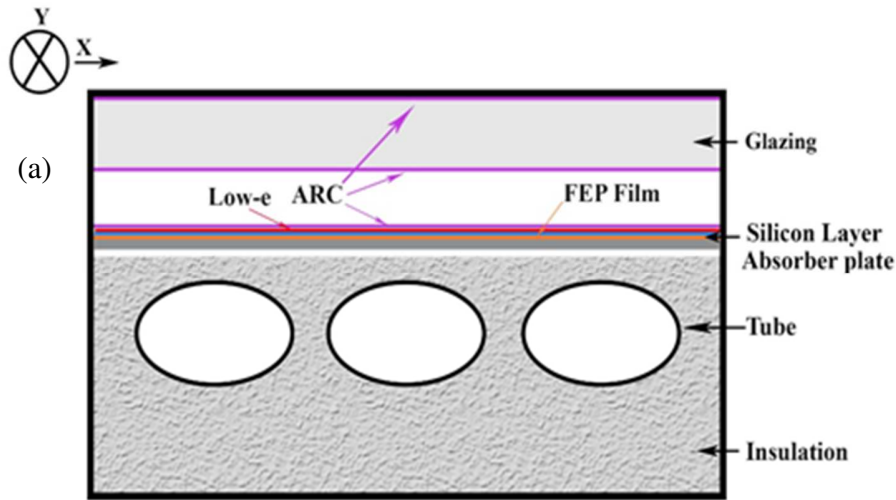 Y
X
(a)
Glazing
Low-e ARC FEP Film
Silicon Layer
Absorber plate
Tube
Insulation